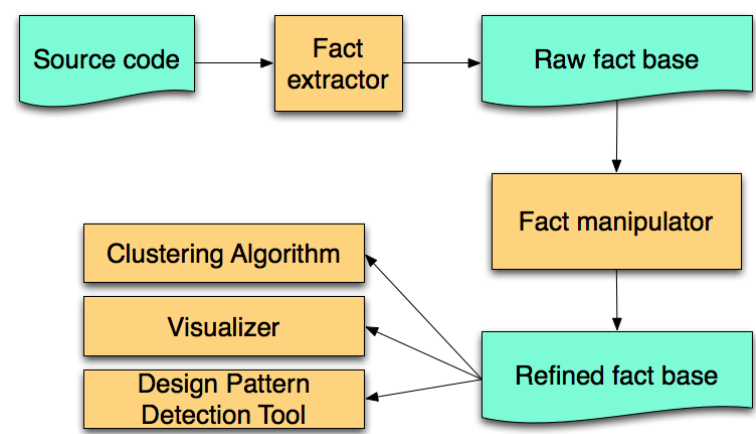 Source code
Fact
extractor
Raw fact base
Fact manipulator
Clustering Algorithm
Visualizer
Design Pattern
Detection Tool
Refined fact base